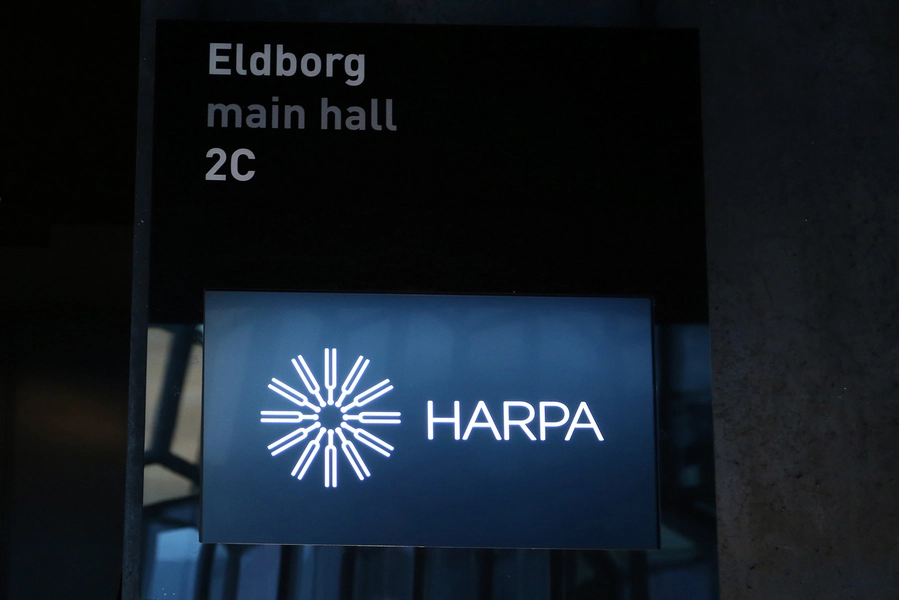 Eldborg
main hall
2C
HARPA